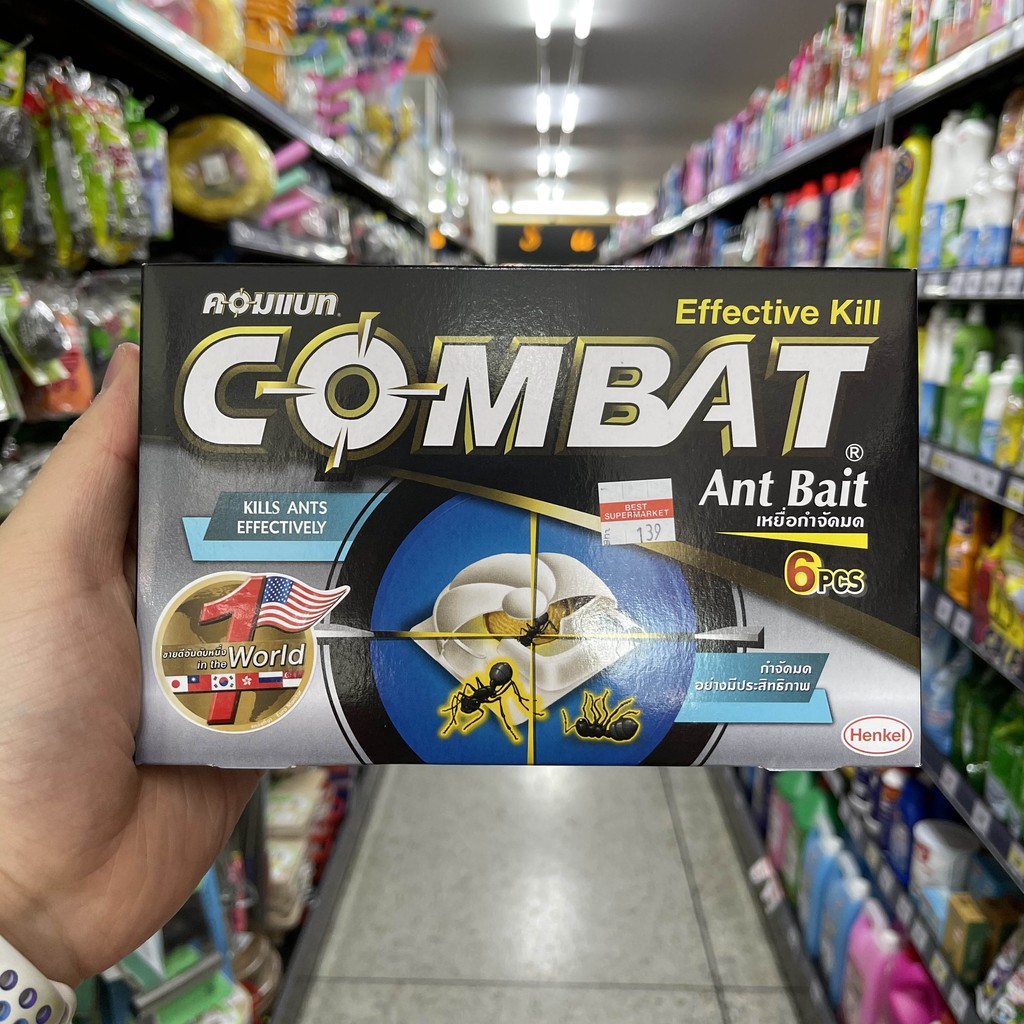 คอมแบท
Effective Kill
COMBAT®
Ant Bait
เหยื่อกำจัดมด
6PCS
KILLS ANTS
EFFECTIVELY
BEST
SUPERMARKET
139
1
ขายดีอันดับหนึ่ง
in the World
กำจัดมด
อย่างมีประสิทธิภาพ
Henkel